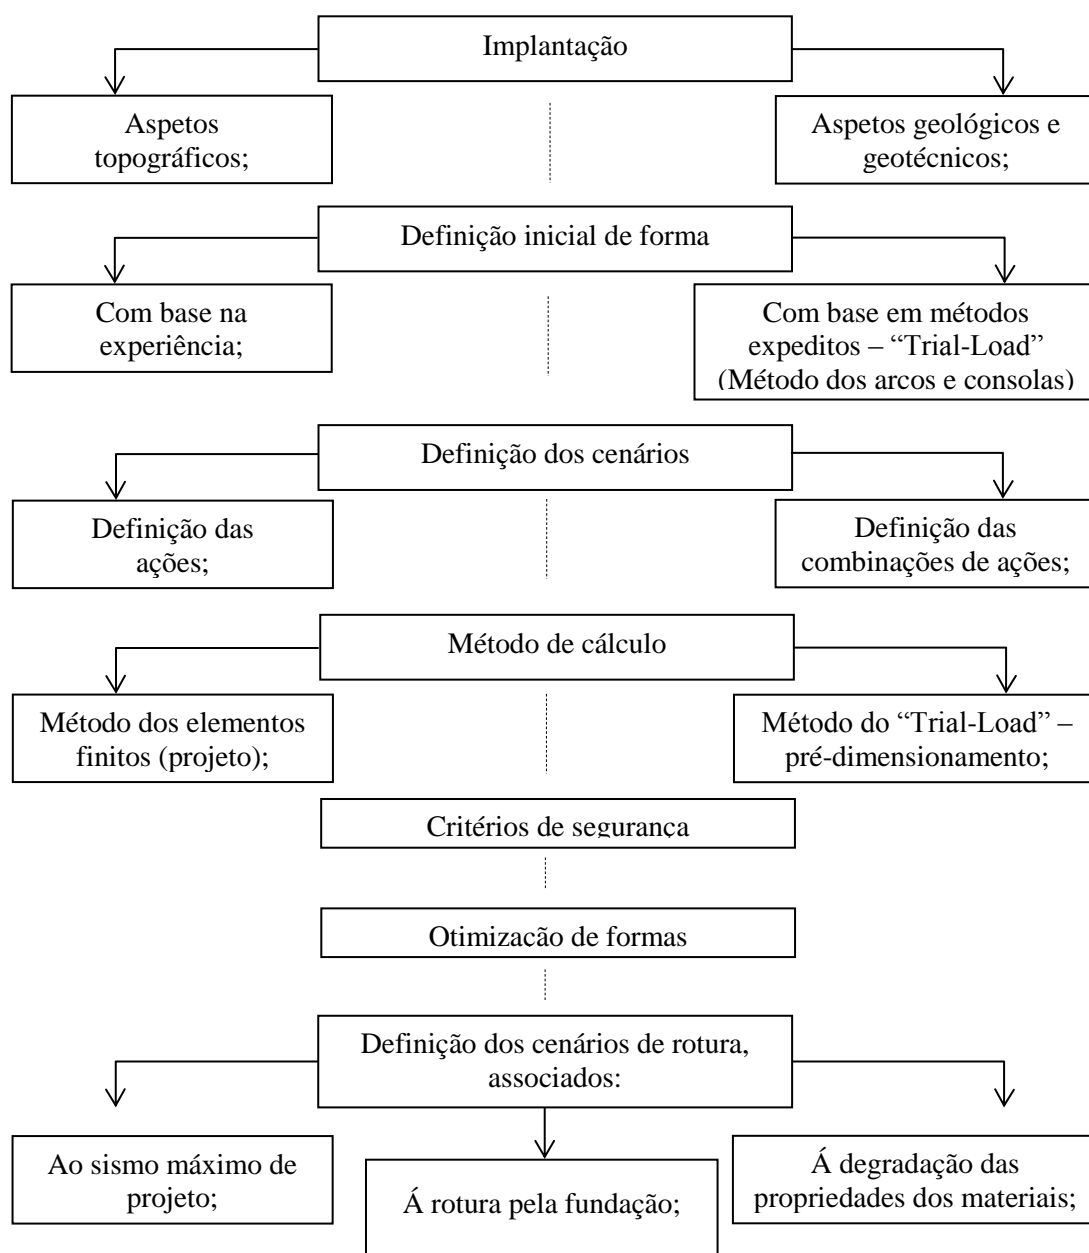 Implantação
Aspetos
topográficos;
Aspetos geológicos e
geotécnicos;
Definição inicial de forma
Com base na
experiência;
Com base em métodos
expeditos – “Trial-Load”
(Método dos arcos e consolas)
Definição dos cenários
Definição das
ações;
Definição das
combinações de ações;
Método de cálculo
Método dos elementos
finitos (projeto);
Método do “Trial-Load” –
pré-dimensionamento;
Critérios de segurança
Otimização de formas
Definição dos cenários de rotura,
associados:
Ao sismo máximo de
projeto;
Á rotura pela fundação;
Á degradação das
propriedades dos materiais;